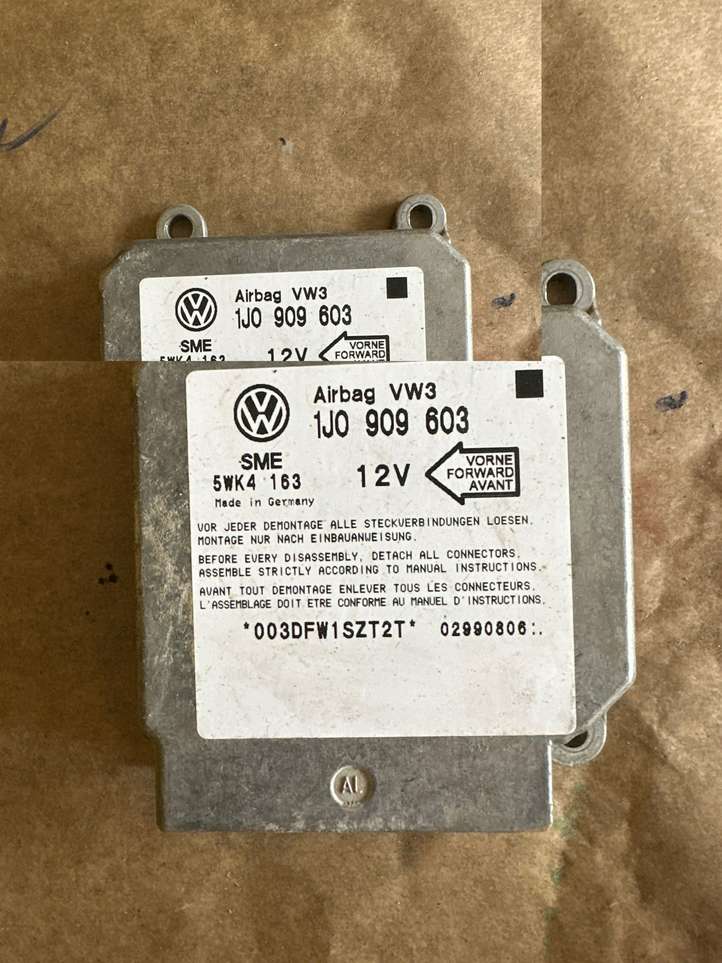 Airbag VW3
1J0 909 603
SME
5WK4 163
12V
VORNE
FORWARD
Airbag VW3
1J0 909 603
SME
5WK4 163
Made in Germany
12V
VORNE
FORWARD
AVANT
VOR JEDER DEMONTAGE ALLE STECKVERBINDUNGEN LOESEN.
MONTAGE NUR NACH EINBAUANWEISUNG.
BEFORE EVERY DISASSEMBLY, DETACH ALL CONNECTORS.
ASSEMBLE STRICTLY ACCORDING TO MANUAL INSTRUCTIONS.
AVANT TOUT DEMONTAGE ENLEVER TOUS LES CONNECTEURS.
L'ASSEMBLAGE DOIT ETRE CONFORME AU MANUEL D'INSTRUCTIONS.
*003DFW1SZT2T* 02990806:.
AL